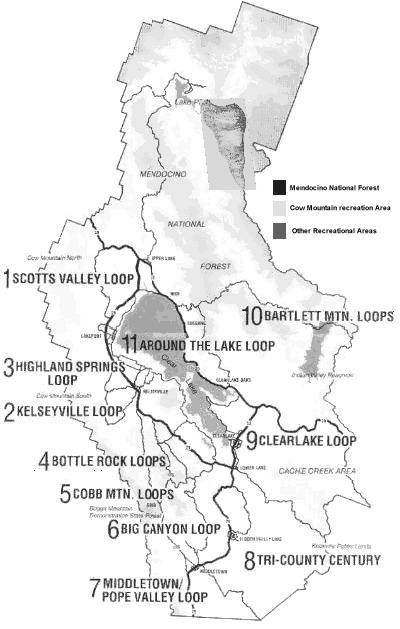 MENDOCINO
Mendocino National Forest
Cow Mountain recreation Area
NATIONAL
Other Recreational Areas
Cow Mountain North
UPPER LAKE
FOREST
1 SCOTTS VALLEY LOOP
NICE
10 BARTLETT MTN. LOOPS
LUCERNE
LAKEPORT
11 AROUND THE LAKE LOOP
Clear
Lake
3 HIGHLAND SPRINGS
LOOP
Indian Valley Reservoir
CLEARLAKE OAKS
KELSEYVILLE
Cow Mountain South
2 KELSEYVILLE LOOP
CLEARLAKE
9 CLEARLAKE LOOP
4 BOTTLE ROCK LOOPS
LOWER LAKE
CACHE CREEK AREA
5 COBB MTN. LOOPS
COBB
Boggs Mountain
Demonstration State Forest
6 BIG CANYON LOOP
HIDDEN VALLEY LAKE
Knoxville Public Lands
8 TRI-COUNTY CENTURY
MIDDLETOWN
7 MIDDLETOWN/
POPE VALLEY LOOP